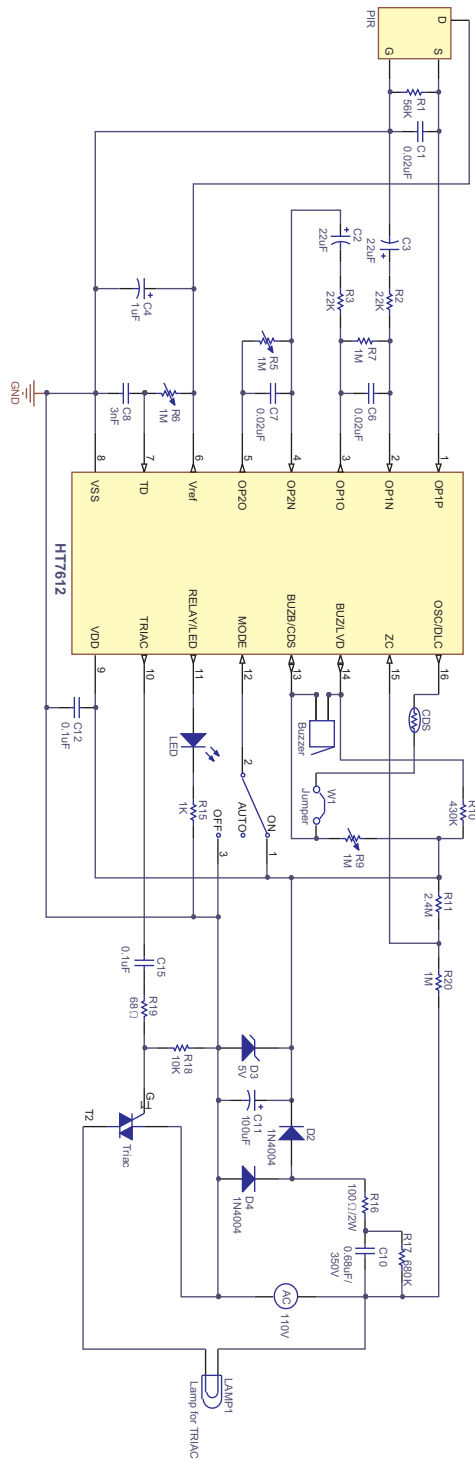 PIR
D
G
S
R1
56K
C1
0.02uF
C3
22uF
R2
22K
C2
22uF
R3
22K
R7
1M
C6
0.02uF
R5
1M
C7
0.02uF
C4
1uF
R6
1M
C8
3nF
GND
1
OP1P
2
OP1N
3
OP1O
4
OP2N
5
OP2O
6
Vref
7
TD
8
VSS
HT7612
OSC/DLC
16
ZC
15
BUZ/LVD
14
BUZB/CDS
13
MODE
12
RELAY/LED
11
TRIAC
10
VDD
9
CDS
Buzzer
W1
Jumper
R10
430K
R9
1M
R11
2.4M
R20
1M
2
ON
1
AUTO
OFF
3
LED
R15
1K
C12
0.1uF
C15
0.1uF
R19
68Ω
R18
10K
D3
5V
C11
100uF
D2
1N4004
D4
1N4004
R16
100Ω/2W
R17
680K
C10
0.68uF/
350V
AC
110V
G
T1
T2
Triac
LAMP1
Lamp for TRIAC